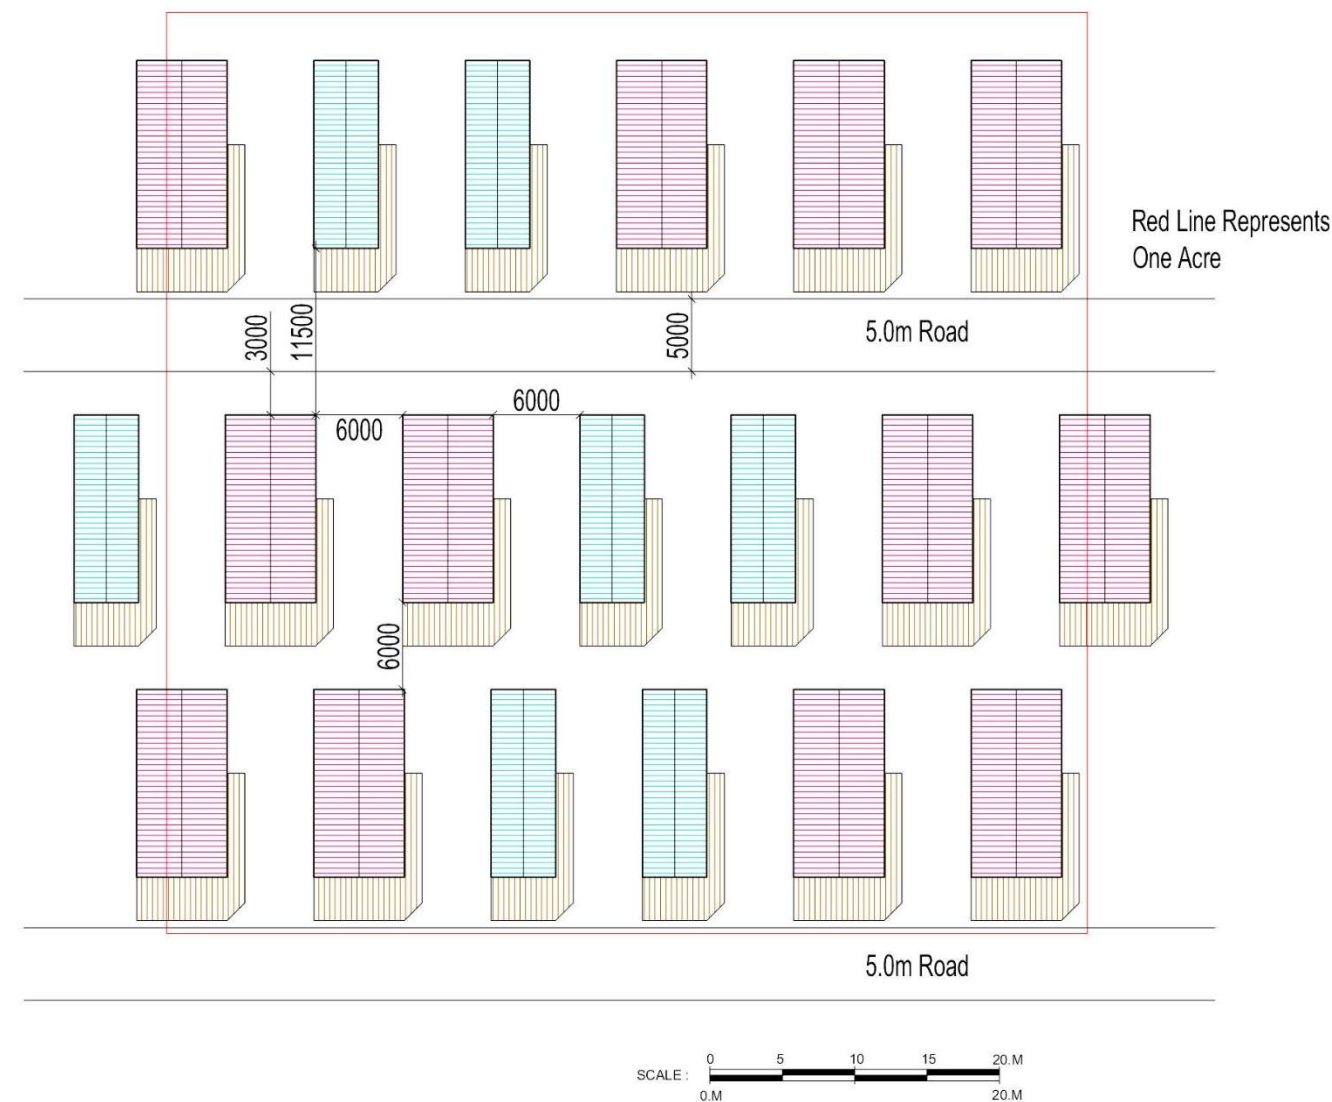 Red Line Represents
One Acre
3000
11500
5000
5.0m Road
6000
6000
6000
5.0m Road
0 5 10 15 20.M
SCALE :
0.M 20.M